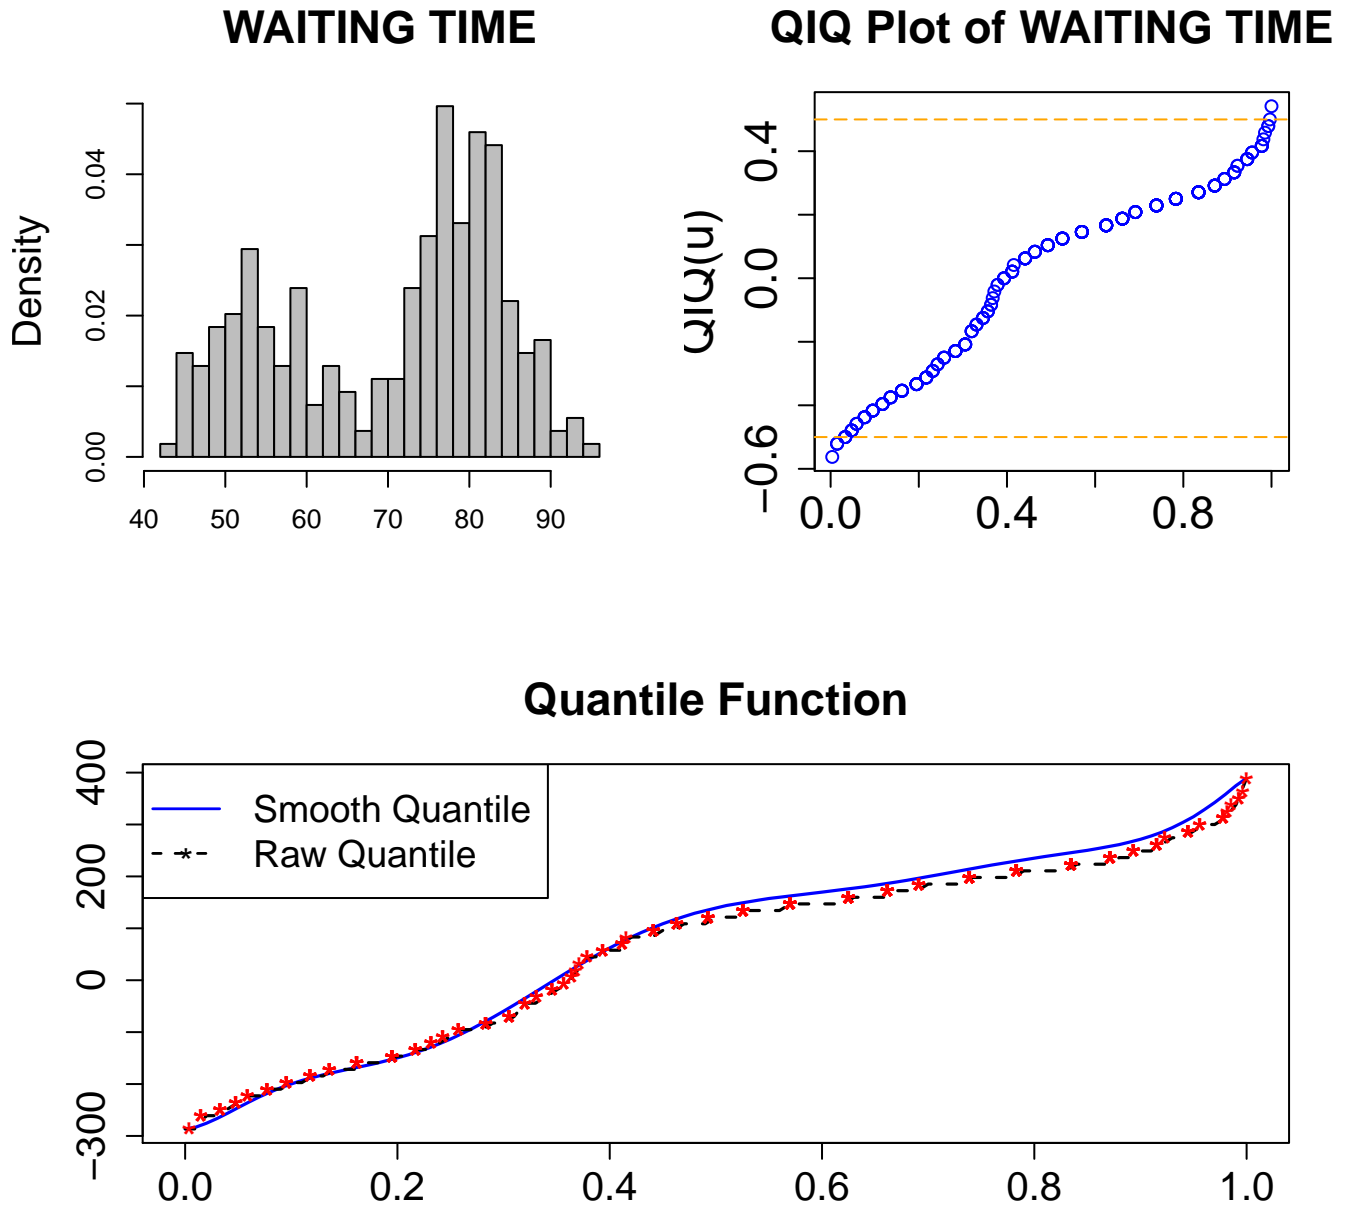 WAITING TIME
Density
0.00
0.02
0.04
40 50 60 70 80 90
QIQ Plot of WAITING TIME
QIQ(u)
−0.6
0.0
0.4
0.0 0.4 0.8
Quantile Function
Smooth Quantile
Raw Quantile
−300
0
200
400
0.0 0.2 0.4 0.6 0.8 1.0